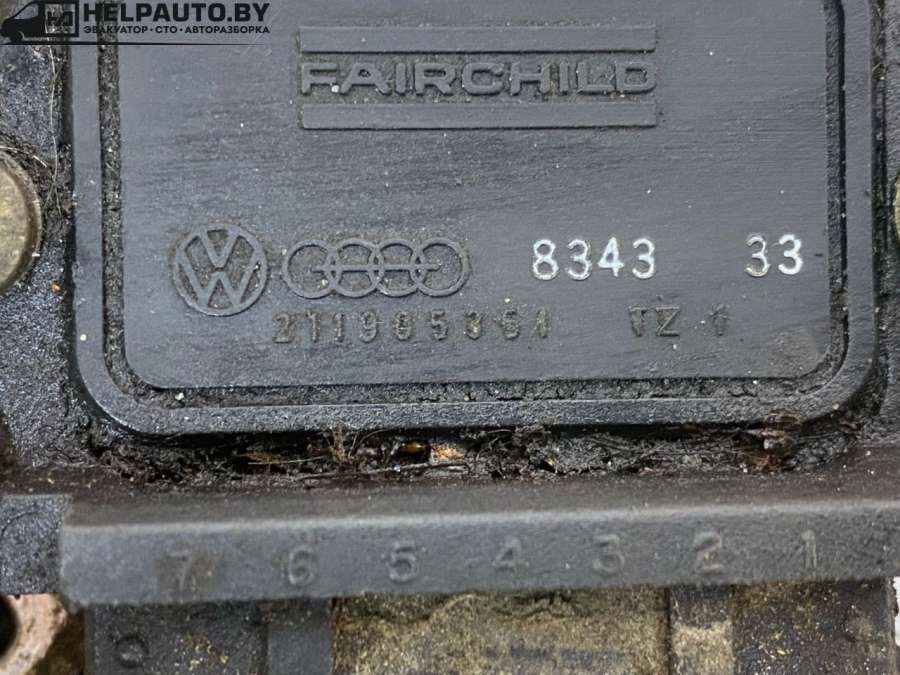 HELPAUTO.BY
ЭВАКУАТОР•СТО•АВТОРАЗБОРКА
FAIRCHILD
8343 33
211905351 TZ 1
7 6 5 4 3 2 1